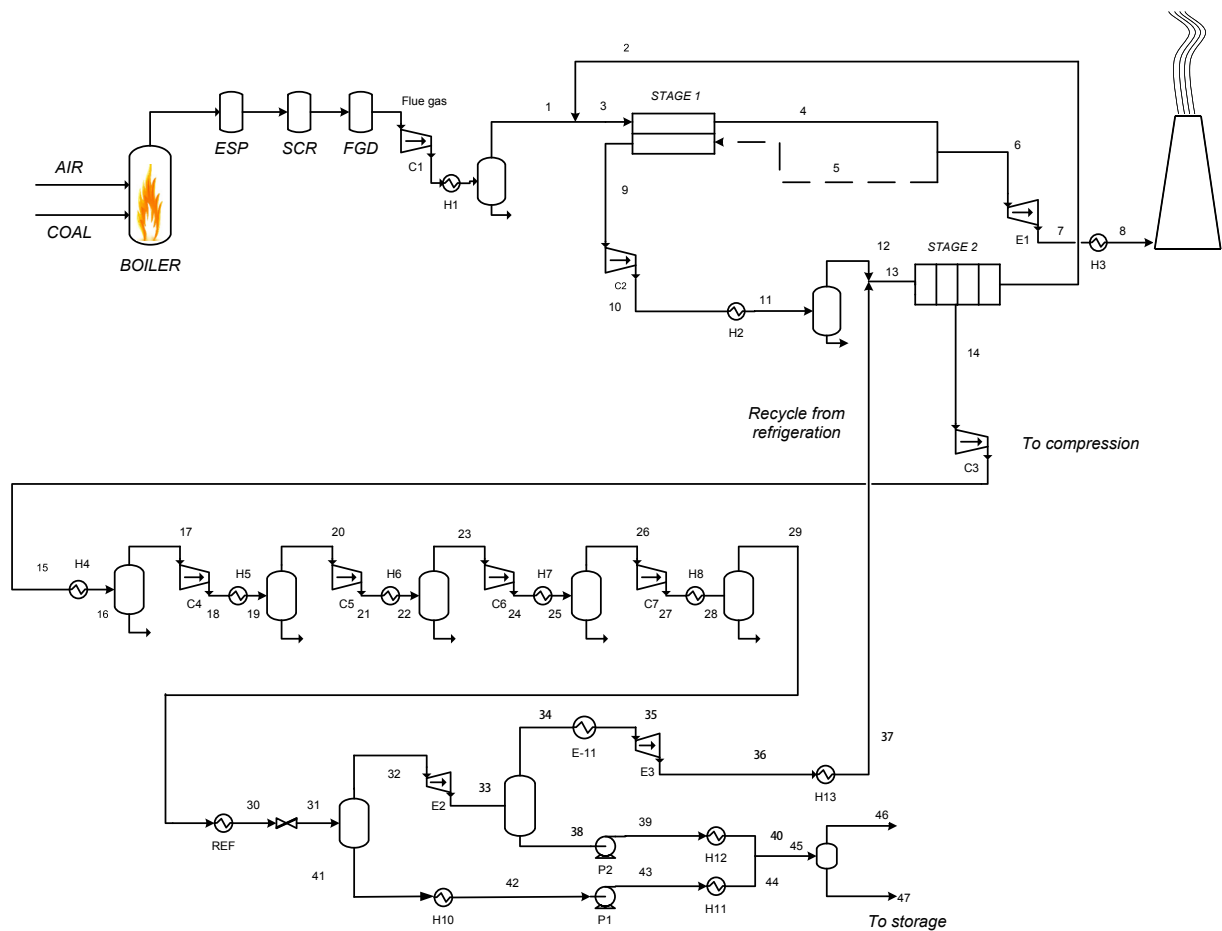 2
STAGE 1
Flue gas
1
3
4
ESP
SCR
FGD
C1
6
AIR
5
H1
9
COAL
E1
7
8
BOILER
12
STAGE 2
H3
13
C2
10
11
H2
14
Recycle from
refrigeration
To compression
C3
17
20
23
26
29
15
H4
H5
H6
H7
H8
16
C4
18
19
C5
21
22
C6
24
25
C7
27
28
34
35
37
E-11
36
32
E3
33
H13
30
31
E2
46
38
39
40
REF
45
P2
H12
41
42
43
44
47
H10
P1
H11
To storage